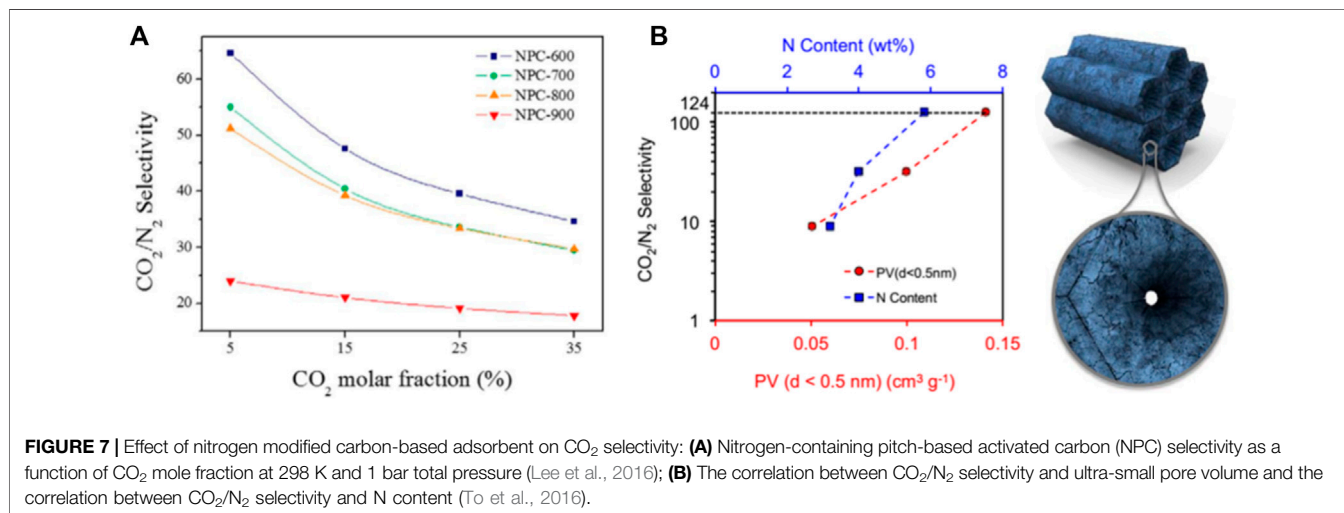 A
CO₂/N₂ Selectivity
60
50
40
30
20
NPC-600
NPC-700
NPC-800
NPC-900
5 15 25 35
CO₂ molar fraction (%)
B
N Content (wt%)
0 2 4 6 8
CO₂/N₂ Selectivity
124
100
10
1
PV(d<0.5nm)
N Content
0 0.05 0.1 0.15
PV (d < 0.5 nm) (cm³ g⁻¹)
FIGURE 7 | Effect of nitrogen modified carbon-based adsorbent on CO₂ selectivity: (A) Nitrogen-containing pitch-based activated carbon (NPC) selectivity as a
function of CO₂ mole fraction at 298 K and 1 bar total pressure (Lee et al., 2016); (B) The correlation between CO₂/N₂ selectivity and ultra-small pore volume and the
correlation between CO₂/N₂ selectivity and N content (To et al., 2016).